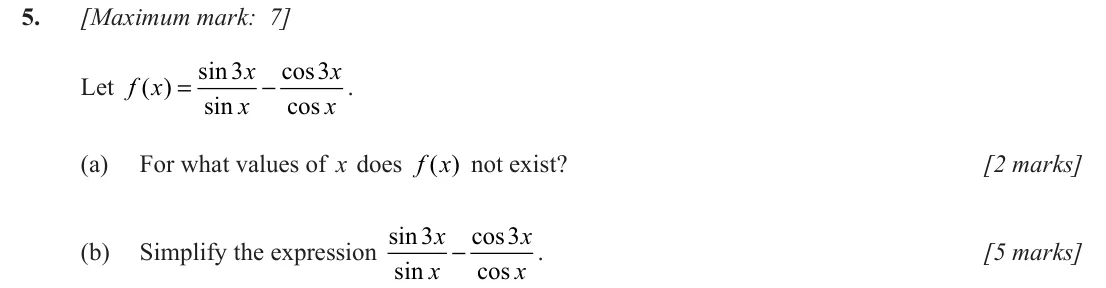 5. [Maximum mark: 7]
Let f(x) = sin 3x / sin x − cos 3x / cos x .
(a) For what values of x does f(x) not exist? [2 marks]
(b) Simplify the expression sin 3x / sin x − cos 3x / cos x . [5 marks]